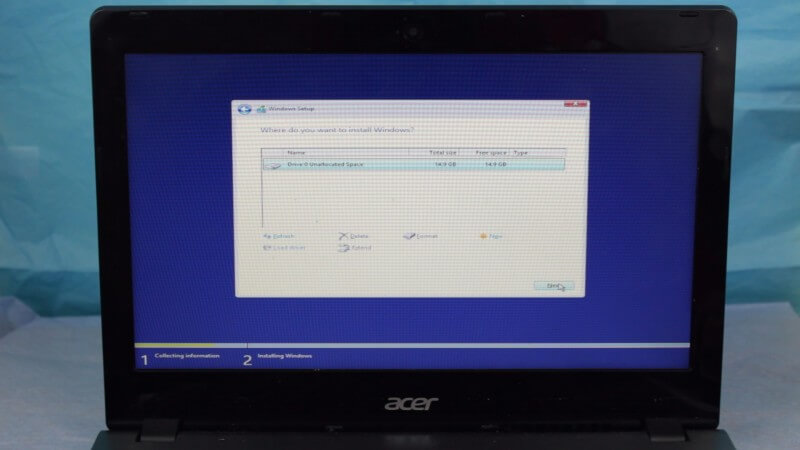 Windows Setup
Where do you want to install Windows?
Name Total size Free space Type
Drive 0 Unallocated Space 14.9 GB 14.9 GB
Refresh Delete Format New
Load driver Extend
Next
1 Collecting information 2 Installing Windows
acer